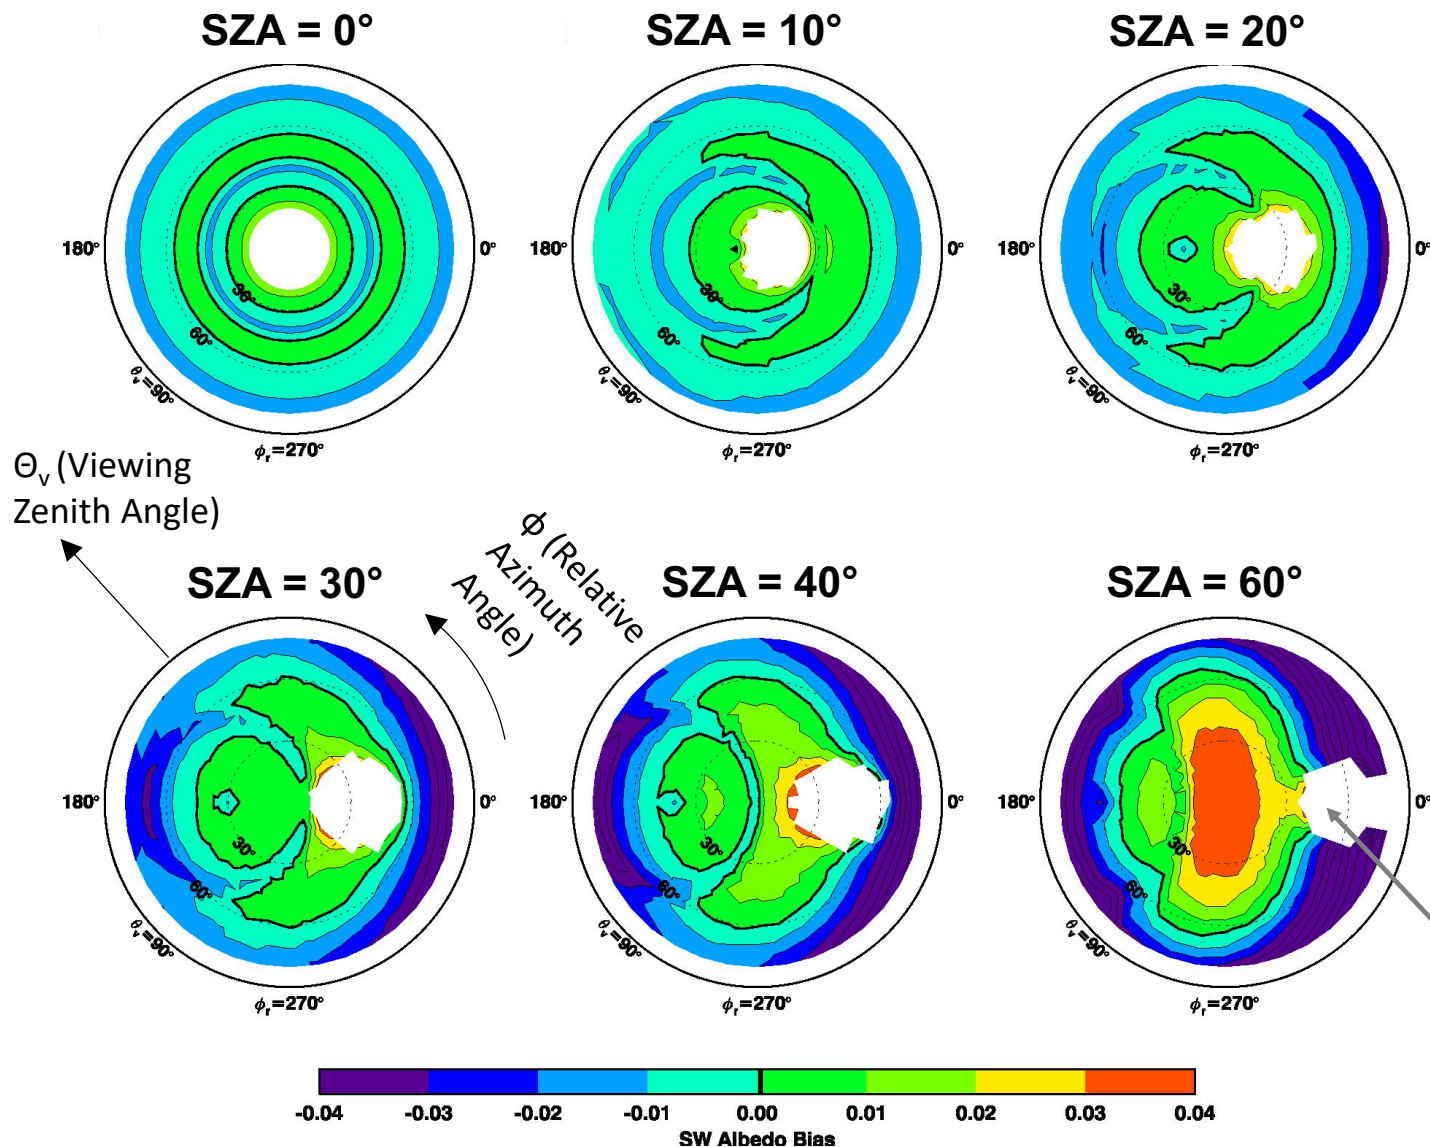 SZA = 0°
SZA = 10°
SZA = 20°
180°
0°
30°
60°
θv=90°
ϕr=270°
180°
0°
30°
60°
θv=90°
ϕr=270°
180°
0°
30°
60°
θv=90°
ϕr=270°
Θv (Viewing
Zenith Angle)
ϕ (Relative
Azimuth
Angle)
SZA = 30°
SZA = 40°
SZA = 60°
180°
0°
30°
60°
θv=90°
ϕr=270°
180°
0°
30°
60°
θv=90°
ϕr=270°
180°
0°
30°
60°
θv=90°
ϕr=270°
-0.04 -0.03 -0.02 -0.01 0.00 0.01 0.02 0.03 0.04
SW Albedo Bias